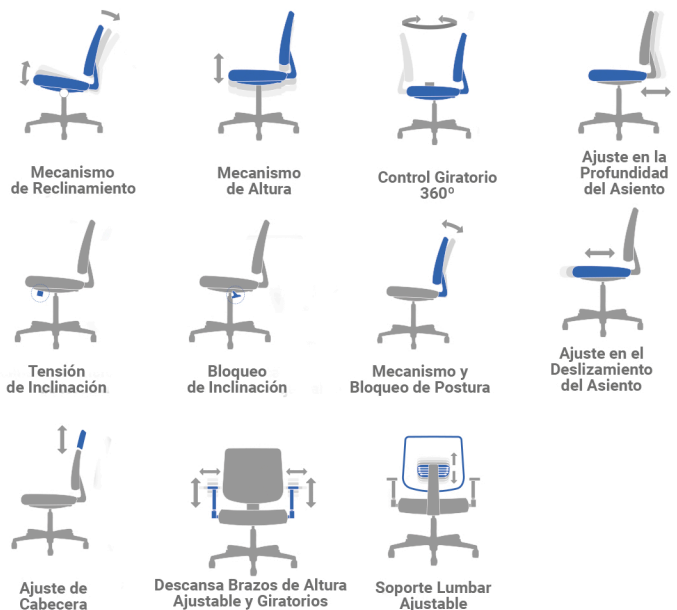 Mecanismo
de Reclinamiento
Mecanismo
de Altura
Control Giratorio
360º
Ajuste en la
Profundidad
del Asiento
Tensión
de Inclinación
Bloqueo
de Inclinación
Mecanismo y
Bloqueo de Postura
Ajuste en el
Deslizamiento
del Asiento
Ajuste de
Cabecera
Descansa Brazos de Altura
Ajustable y Giratorios
Soporte Lumbar
Ajustable